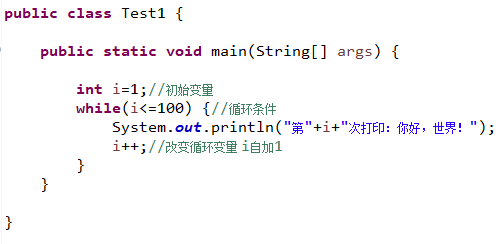 public class Test1 {
public static void main(String[] args) {
int i=1;//初始变量
while(i<=100) {//循环条件
System.out.println("第"+i+"次打印：你好，世界！");
i++;//改变循环变量 i自加1
}
}
}